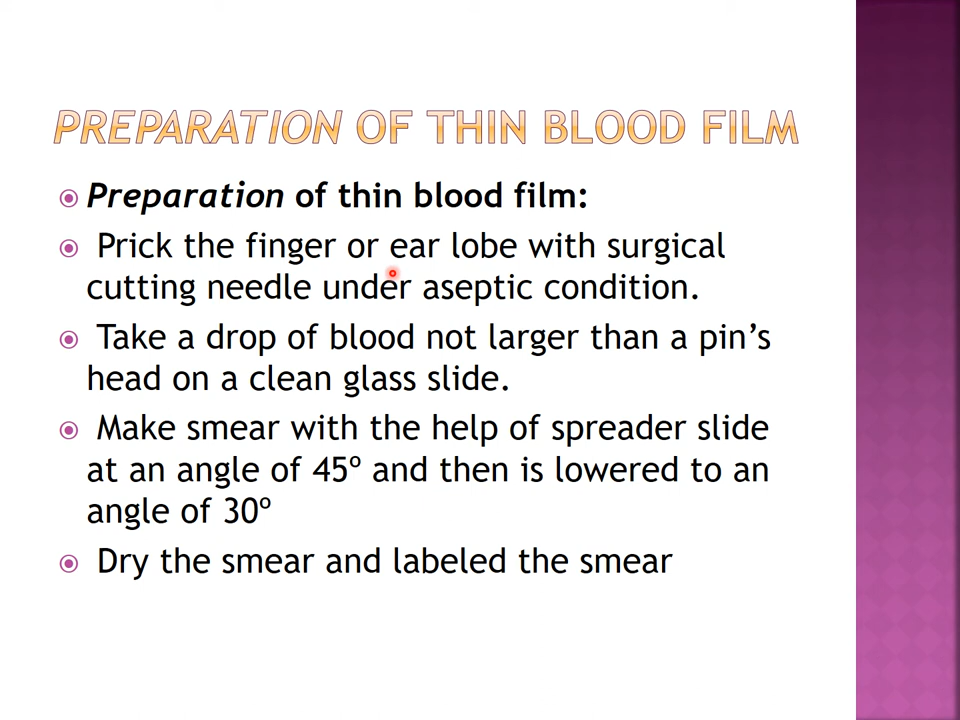 PREPARATION OF THIN BLOOD FILM
Preparation of thin blood film:
Prick the finger or ear lobe with surgical
cutting needle under aseptic condition.
Take a drop of blood not larger than a pin’s
head on a clean glass slide.
Make smear with the help of spreader slide
at an angle of 45º and then is lowered to an
angle of 30º
Dry the smear and labeled the smear